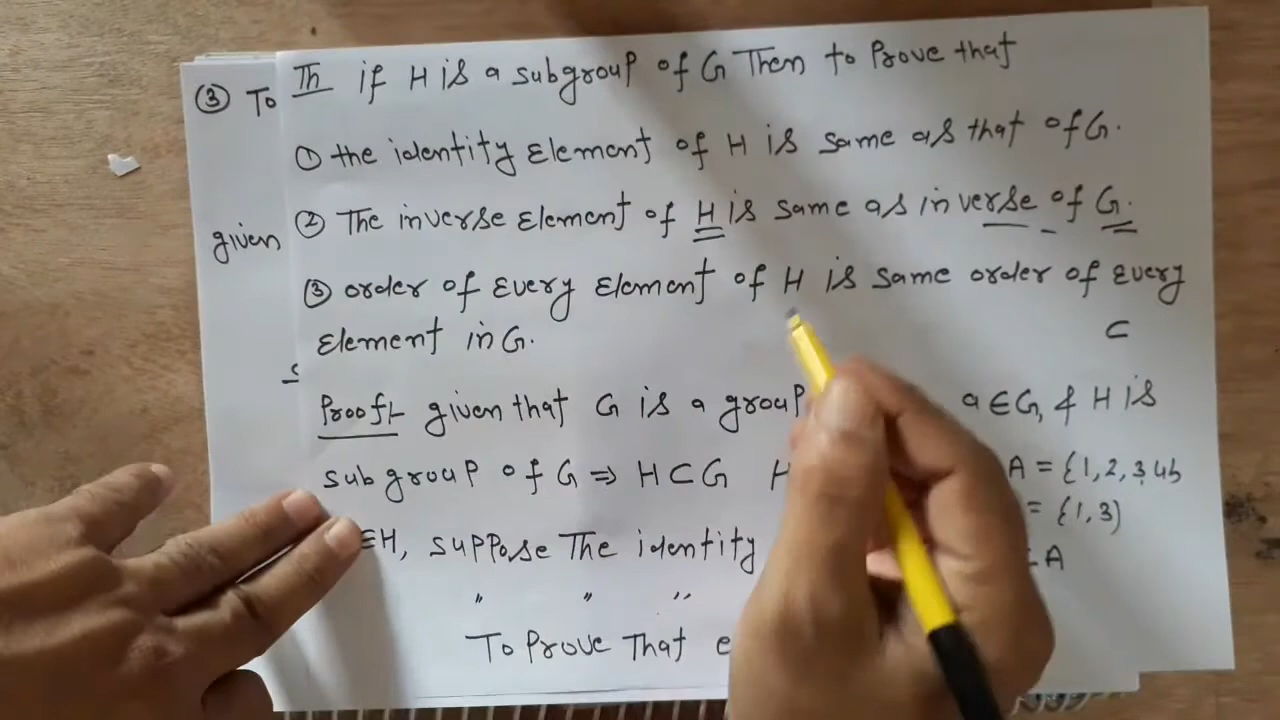 ③ To
given
Th if H is a subgroup of G Then to Prove that
① the identity Element of H is same as that of G.
② The inverse Element of H is same as inverse of G.
③ order of Every Element of H is same order of Every
Element in G.
⊂
Proof:- given that G is a group a∈G, & H is
subgroup of G ⇒ H⊂G H
A = {1,2,3,4}
= {1,3}
∈H, suppose The identity
A
" " "
To Prove That e